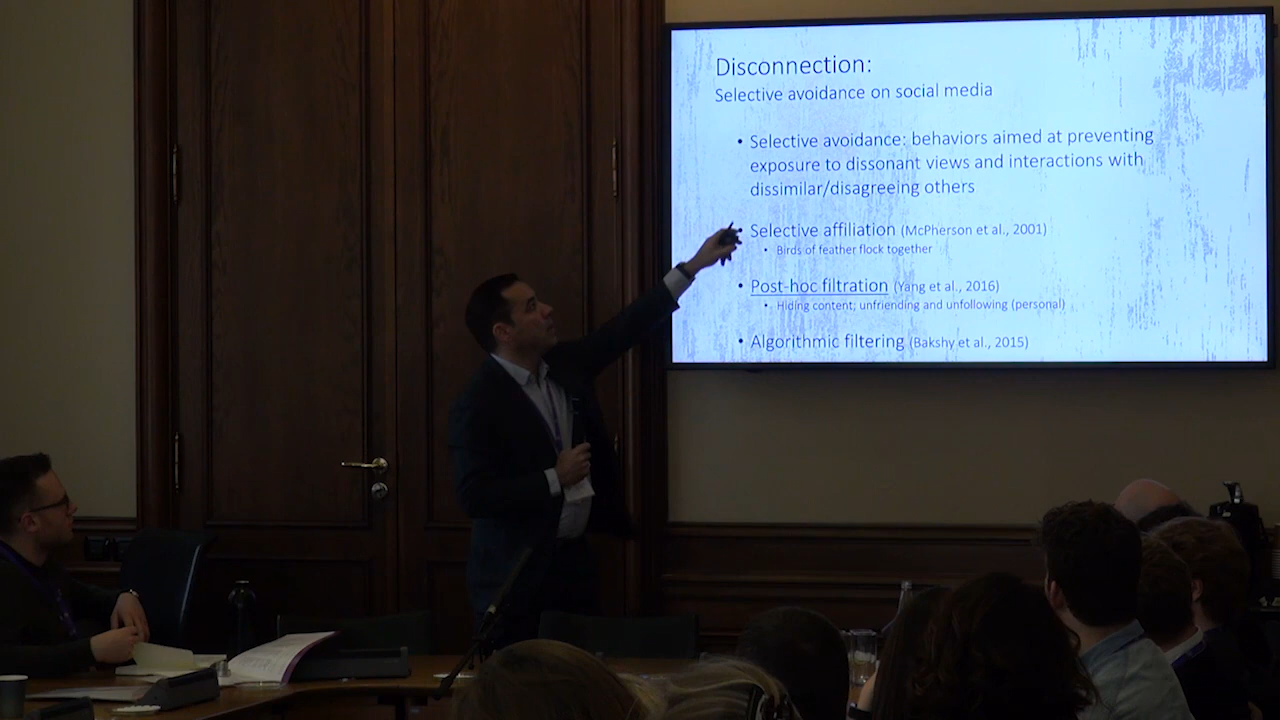 Disconnection:
Selective avoidance on social media
• Selective avoidance: behaviors aimed at preventing
exposure to dissonant views and interactions with
dissimilar/disagreeing others
• Selective affiliation (McPherson et al., 2001)
• Birds of feather flock together
• Post-hoc filtration (Yang et al., 2016)
• Hiding content; unfriending and unfollowing (personal)
• Algorithmic filtering (Bakshy et al., 2015)